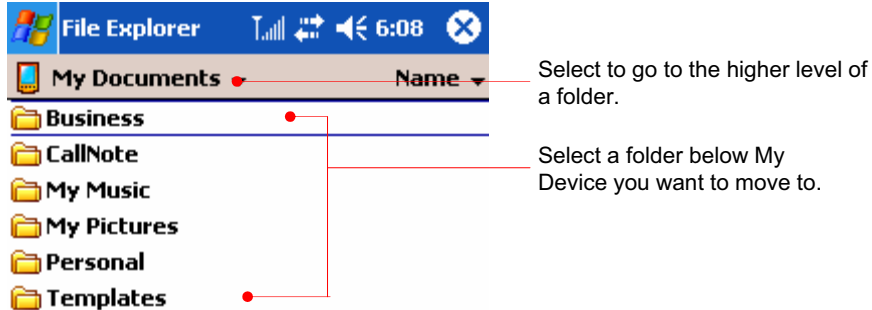 File Explorer 6:08
My Documents Name
Select to go to the higher level of
a folder.
Business
CallNote
My Music
My Pictures
Personal
Templates
Select a folder below My
Device you want to move to.